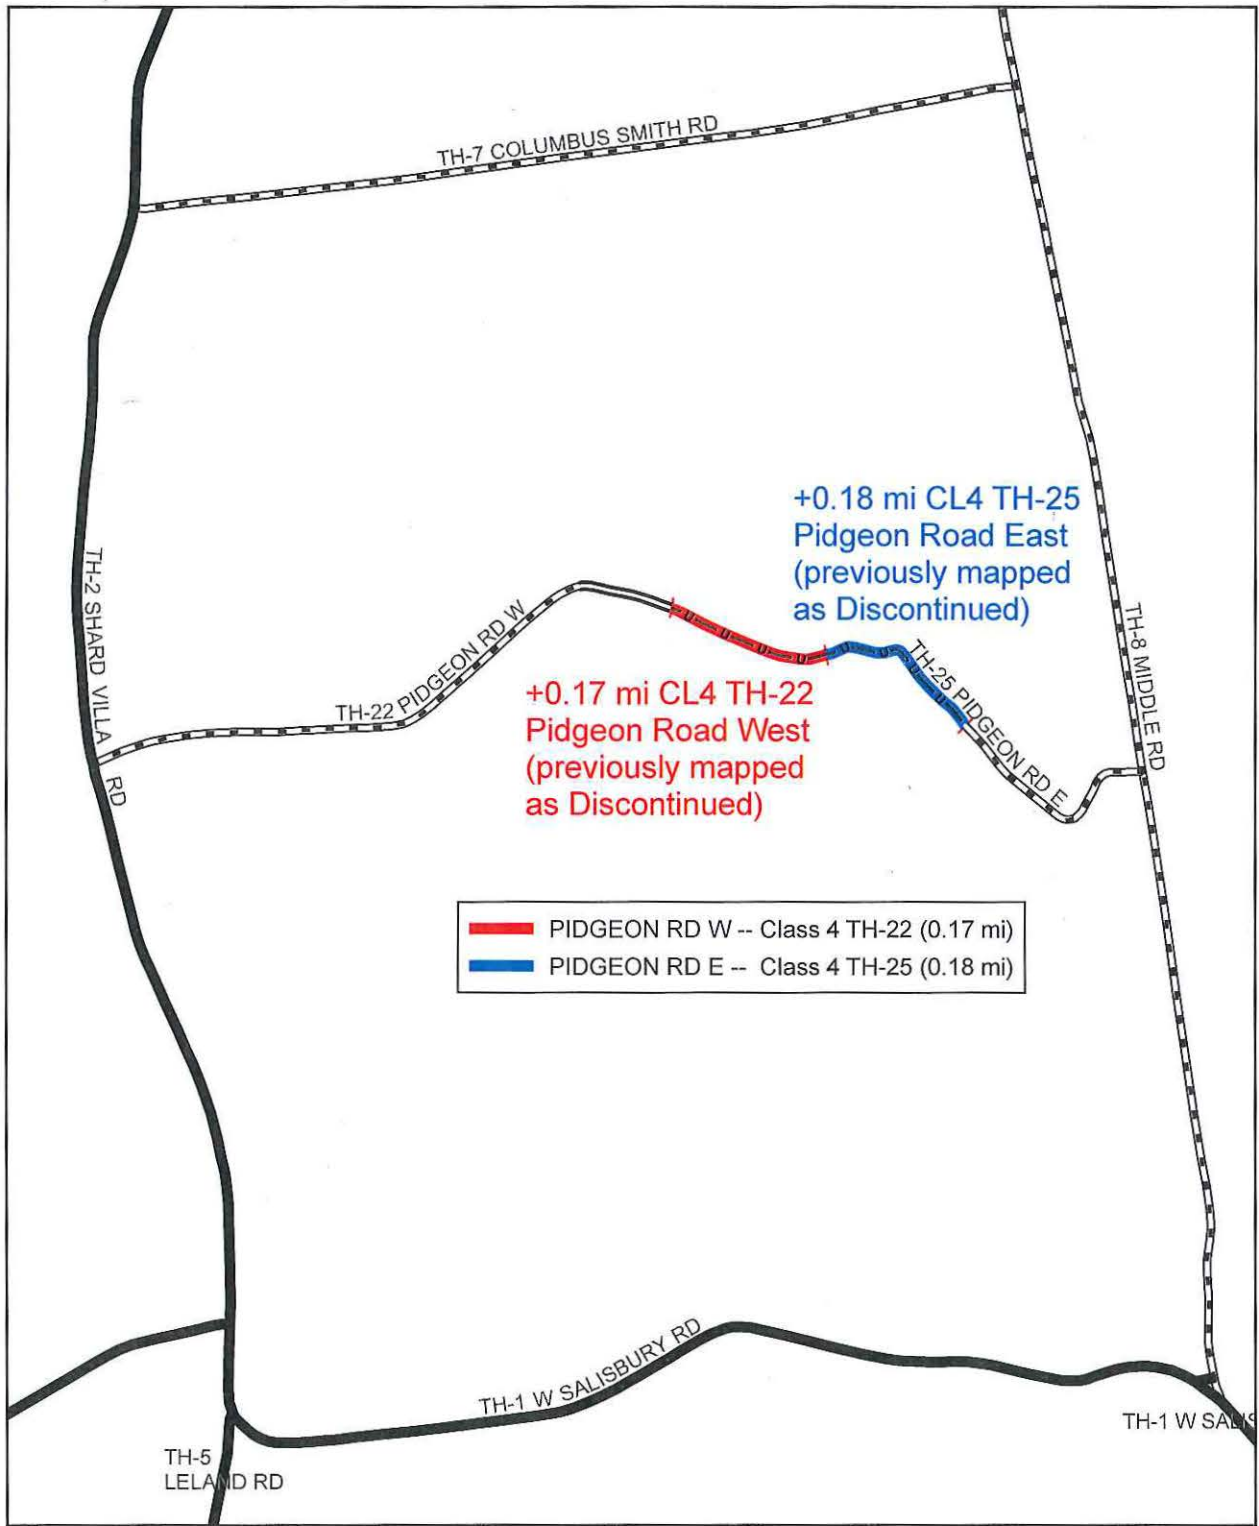 TH-7 COLUMBUS SMITH RD
+0.18 mi CL4 TH-25
Pidgeon Road East
(previously mapped
as Discontinued)
TH-2 SHARD VILLA RD
TH-8 MIDDLE RD
TH-22 PIDGEON RD W
TH-25 PIDGEON RD E
+0.17 mi CL4 TH-22
Pidgeon Road West
(previously mapped
as Discontinued)
PIDGEON RD W -- Class 4 TH-22 (0.17 mi)
PIDGEON RD E -- Class 4 TH-25 (0.18 mi)
TH-1 W SALISBURY RD
TH-1 W SALIS
TH-5
LELAND RD